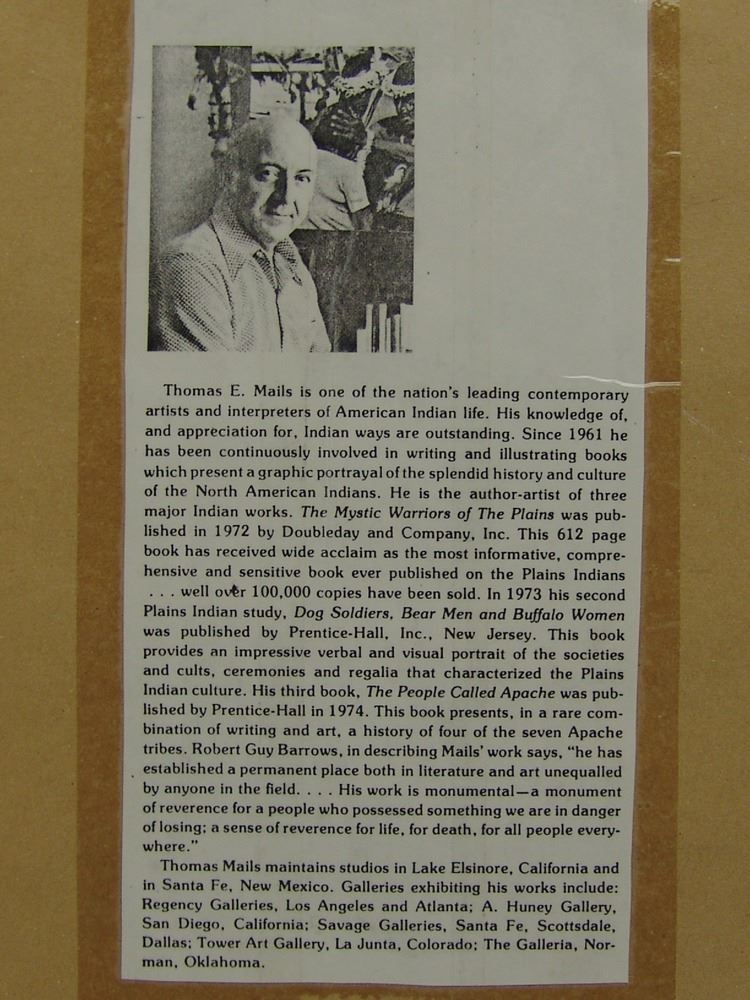 Thomas E. Mails is one of the nation's leading contemporary
artists and interpreters of American Indian life. His knowledge of,
and appreciation for, Indian ways are outstanding. Since 1961 he
has been continuously involved in writing and illustrating books
which present a graphic portrayal of the splendid history and culture
of the North American Indians. He is the author-artist of three
major Indian works. The Mystic Warriors of The Plains was pub-
lished in 1972 by Doubleday and Company, Inc. This 612 page
book has received wide acclaim as the most informative, compre-
hensive and sensitive book ever published on the Plains Indians
. . . well over 100,000 copies have been sold. In 1973 his second
Plains Indian study, Dog Soldiers, Bear Men and Buffalo Women
was published by Prentice-Hall, Inc., New Jersey. This book
provides an impressive verbal and visual portrait of the societies
and cults, ceremonies and regalia that characterized the Plains
Indian culture. His third book, The People Called Apache was pub-
lished by Prentice-Hall in 1974. This book presents, in a rare com-
bination of writing and art, a history of four of the seven Apache
tribes. Robert Guy Barrows, in describing Mails' work says, "he has
established a permanent place both in literature and art unequalled
by anyone in the field. . . . His work is monumental—a monument
of reverence for a people who possessed something we are in danger
of losing; a sense of reverence for life, for death, for all people every-
where."
Thomas Mails maintains studios in Lake Elsinore, California and
in Santa Fe, New Mexico. Galleries exhibiting his works include:
Regency Galleries, Los Angeles and Atlanta; A. Huney Gallery,
San Diego, California; Savage Galleries, Santa Fe, Scottsdale,
Dallas; Tower Art Gallery, La Junta, Colorado; The Galleria, Nor-
man, Oklahoma.